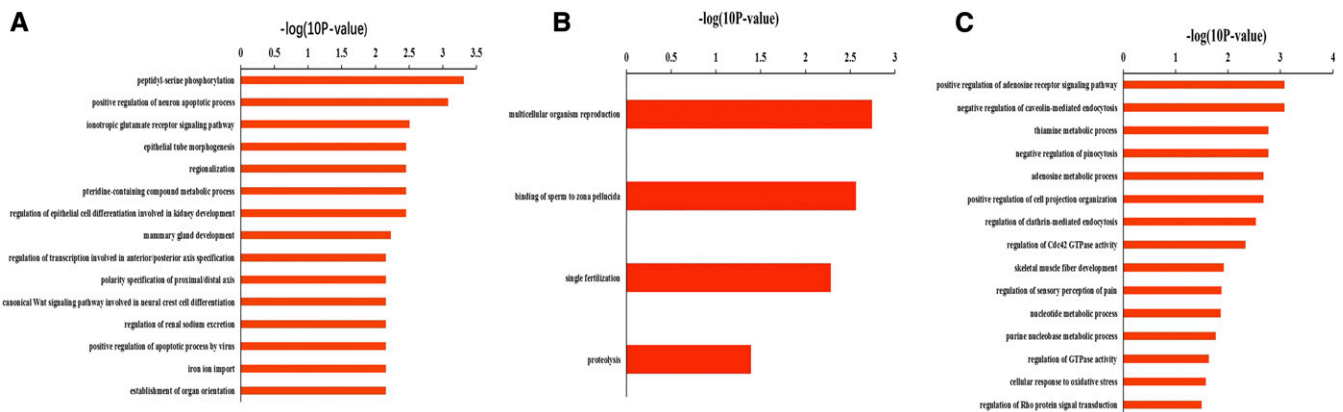 A
-log(10P-value)
0 0.5 1 1.5 2 2.5 3 3.5
peptidyl-serine phosphorylation
positive regulation of neuron apoptotic process
ionotropic glutamate receptor signaling pathway
epithelial tube morphogenesis
regionalization
pteridine-containing compound metabolic process
regulation of epithelial cell differentiation involved in kidney development
mammary gland development
regulation of transcription involved in anterior/posterior axis specification
polarity specification of proximal/distal axis
canonical Wnt signaling pathway involved in neural crest cell differentiation
regulation of renal sodium excretion
positive regulation of apoptotic process by virus
iron ion import
establishment of organ orientation
B
-log(10P-value)
0 0.5 1 1.5 2 2.5 3
multicellular organism reproduction
binding of sperm to zona pellucida
single fertilization
proteolysis
C
-log(10P-value)
0 1 2 3 4
positive regulation of adenosine receptor signaling pathway
negative regulation of caveolin-mediated endocytosis
thiamine metabolic process
negative regulation of pinocytosis
adenosine metabolic process
positive regulation of cell projection organization
regulation of clathrin-mediated endocytosis
regulation of Cdc42 GTPase activity
skeletal muscle fiber development
regulation of sensory perception of pain
nucleotide metabolic process
purine nucleobase metabolic process
regulation of GTPase activity
cellular response to oxidative stress
regulation of Rho protein signal transduction